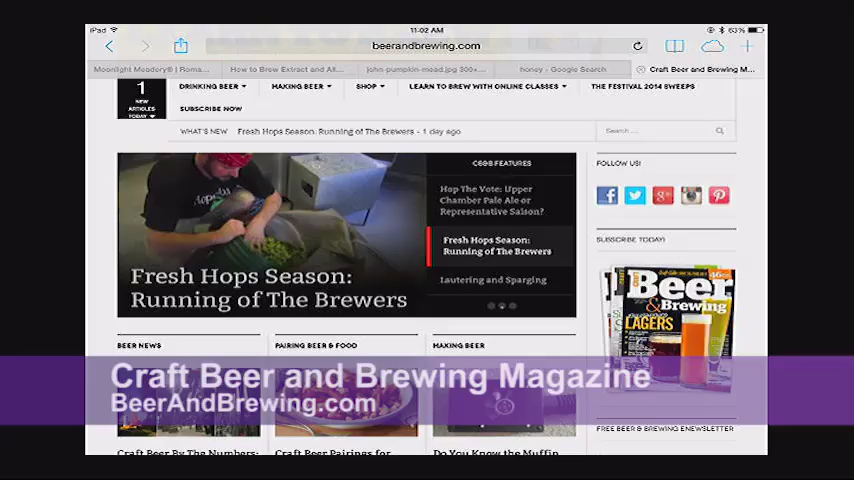 iPad
11:02 AM
63%
beerandbrewing.com
Moonlight Meadery® | Roma...
How to Brew Extract and All...
john-pumpkin-mead.jpg 300×...
honey - Google Search
Craft Beer and Brewing M...
1
NEW
ARTICLES
TODAY
DRINKING BEER
MAKING BEER
SHOP
LEARN TO BREW WITH ONLINE CLASSES
THE FESTIVAL 2014 SWEEPS
SUBSCRIBE NOW
WHAT'S NEW
Fresh Hops Season: Running of The Brewers - 1 day ago
Search ...
Fresh Hops Season:
Running of The Brewers
CB&B FEATURES
Hop The Vote: Upper
Chamber Pale Ale or
Representative Saison?
Fresh Hops Season:
Running of The Brewers
Lautering and Sparging
FOLLOW US!
SUBSCRIBE TODAY!
Beer
& Brewing
LAGERS
BEER NEWS
PAIRING BEER & FOOD
MAKING BEER
Craft Beer and Brewing Magazine
BeerAndBrewing.com
FREE BEER & BREWING ENEWSLETTER
Craft Beer By The Numbers:
Craft Beer Pairings for
Do You Know the Muffin